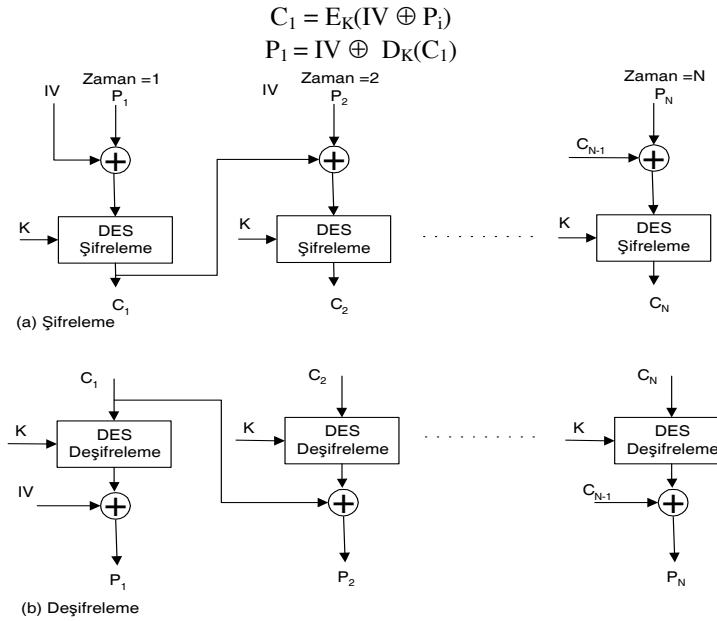 C₁ = E_K(IV ⊕ P_i)
P₁ = IV ⊕ D_K(C₁)
Zaman =1 Zaman =2 Zaman =N
IV P₁ IV P₂ P_N
C_{N-1}
K DES Şifreleme K DES Şifreleme . . . . . . . . K DES Şifreleme
C₁ C₂ C_N
(a) Şifreleme
C₁ C₂ C_N
K DES Deşifreleme K DES Deşifreleme . . . . . . . . K DES Deşifreleme
IV C_{N-1}
P₁ P₂ P_N
(b) Deşifreleme